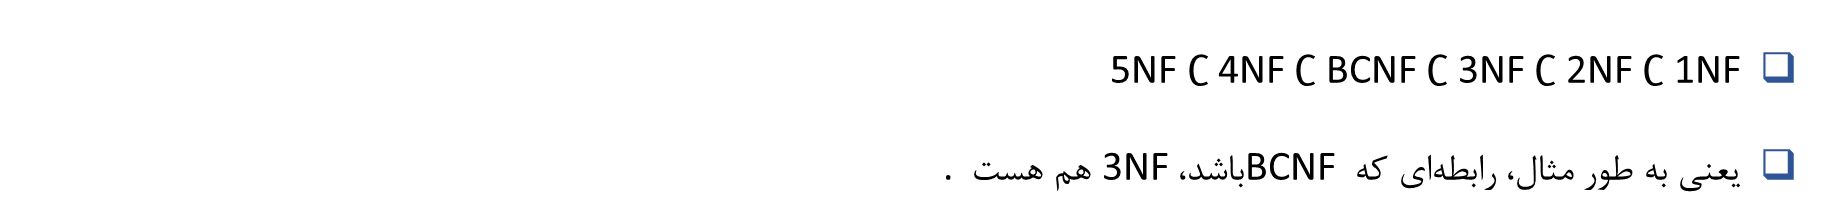 5NF ⊂ 4NF ⊂ BCNF ⊂ 3NF ⊂ 2NF ⊂ 1NF
یعنی به طور مثال، رابطه‌ای که BCNFباشد، 3NF هم هست .